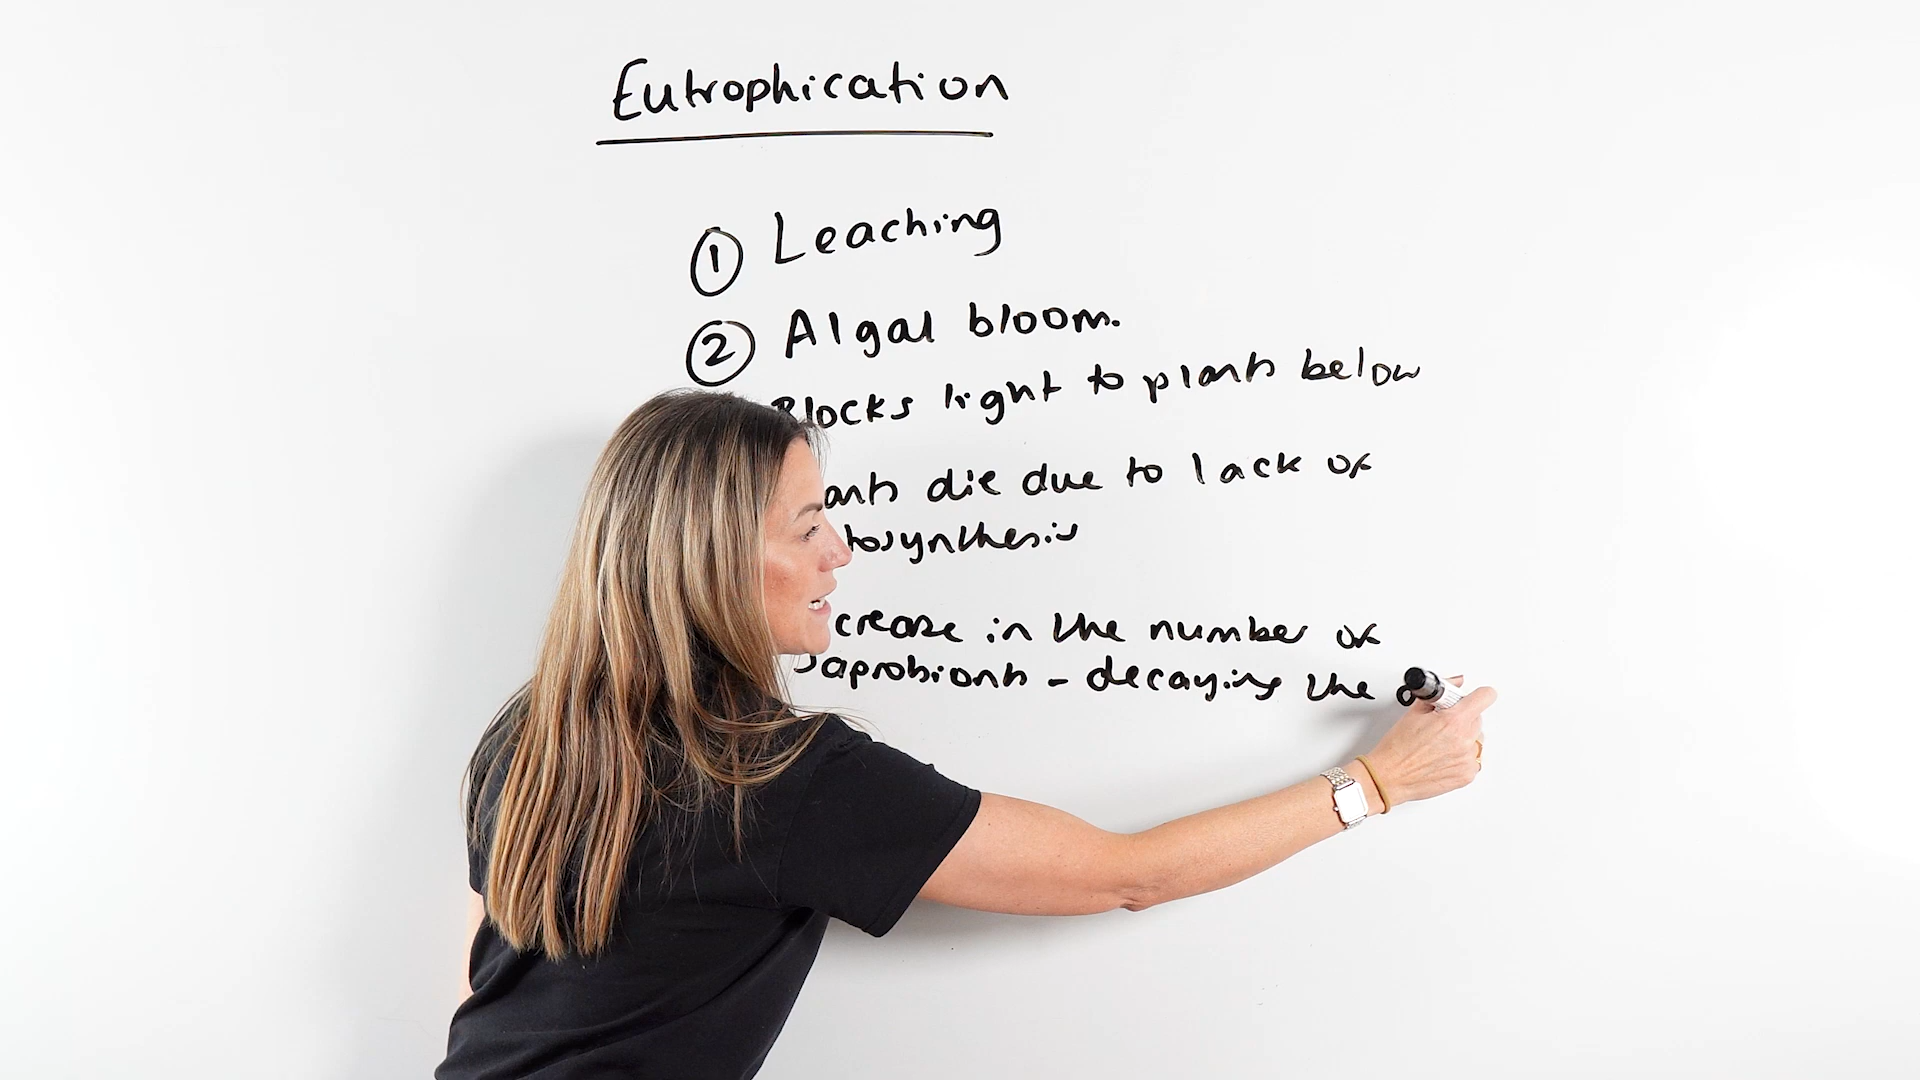 Eutrophication
① Leaching
② Algal bloom.
Blocks light to plants below
die due to lack of
in the number of
Saprobionts - decaying the